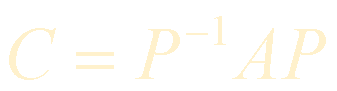 C = P⁻¹AP